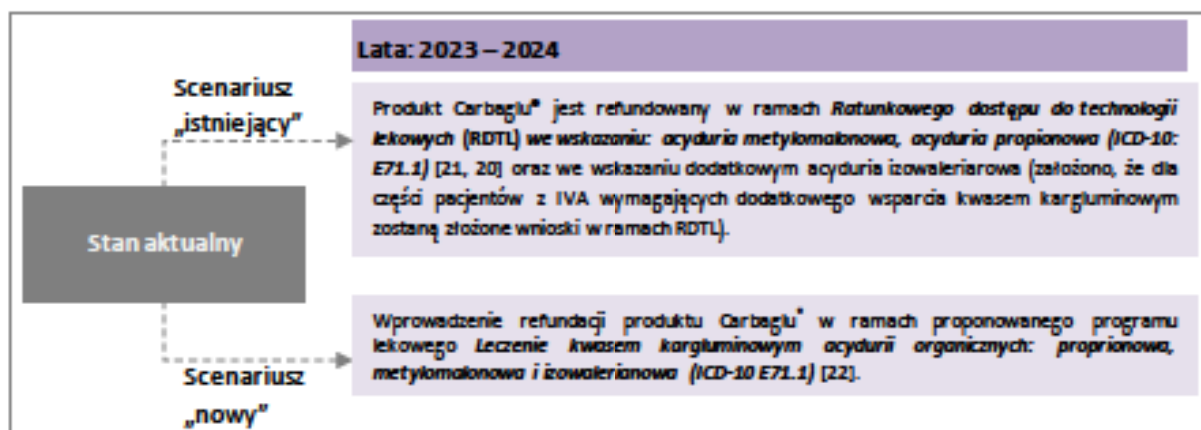 Lata: 2023 – 2024
Scenariusz
„istniejący”
Produkt Carbaglu® jest refundowany w ramach Ratunkowego dostępu do technologii
lekowych (RDTL) we wskazaniu: acyduria metylomalonowa, acyduria propionowa (ICD-10:
E71.1) [21, 20] oraz we wskazaniu dodatkowym acyduria izowaleriarowa (założono, że dla
części pacjentów z IVA wymagających dodatkowego wsparcia kwasem kargluminowym
zostaną złożone wnioski w ramach RDTL).
Stan aktualny
Wprowadzenie refundacji produktu Carbaglu® w ramach proponowanego programu
lekowego Leczenie kwasem kargluminowym acydurii organicznych: proprionowa,
metylomalonowa i izowalerianowa (ICD-10 E71.1) [22].
Scenariusz
„nowy”